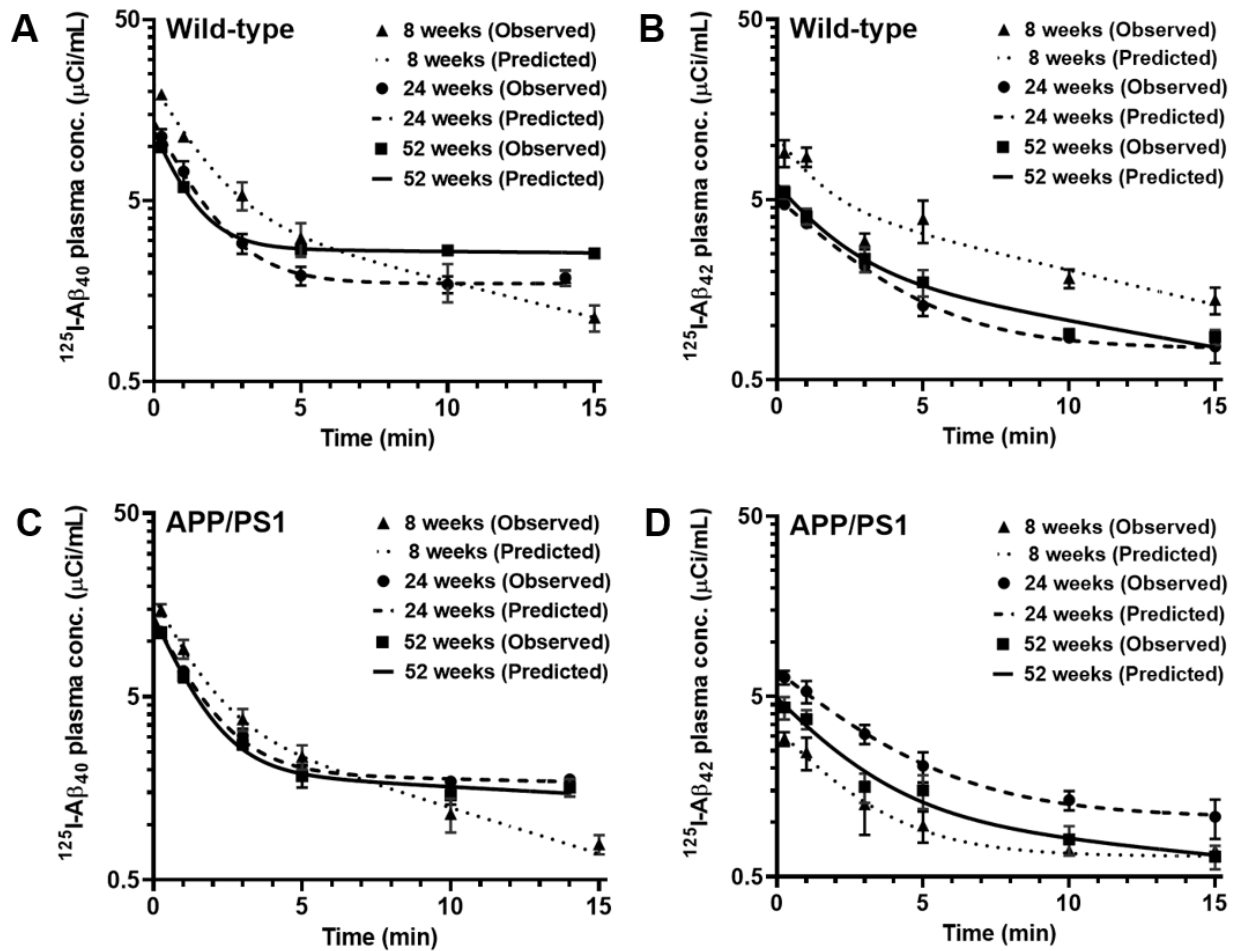 A
Wild-type
50
5
0.5
¹²⁵I-Aβ₄₀ plasma conc. (μCi/mL)
▲ 8 weeks (Observed)
8 weeks (Predicted)
24 weeks (Observed)
24 weeks (Predicted)
52 weeks (Observed)
52 weeks (Predicted)
0 5 10 15
Time (min)
B
Wild-type
50
5
0.5
¹²⁵I-Aβ₄₂ plasma conc. (μCi/mL)
8 weeks (Observed)
8 weeks (Predicted)
24 weeks (Observed)
24 weeks (Predicted)
52 weeks (Observed)
52 weeks (Predicted)
0 5 10 15
Time (min)
C
APP/PS1
50
5
0.5
¹²⁵I-Aβ₄₀ plasma conc. (μCi/mL)
8 weeks (Observed)
8 weeks (Predicted)
24 weeks (Observed)
24 weeks (Predicted)
52 weeks (Observed)
52 weeks (Predicted)
0 5 10 15
Time (min)
D
APP/PS1
50
5
0.5
¹²⁵I-Aβ₄₂ plasma conc. (μCi/mL)
8 weeks (Observed)
8 weeks (Predicted)
24 weeks (Observed)
24 weeks (Predicted)
52 weeks (Observed)
52 weeks (Predicted)
0 5 10 15
Time (min)